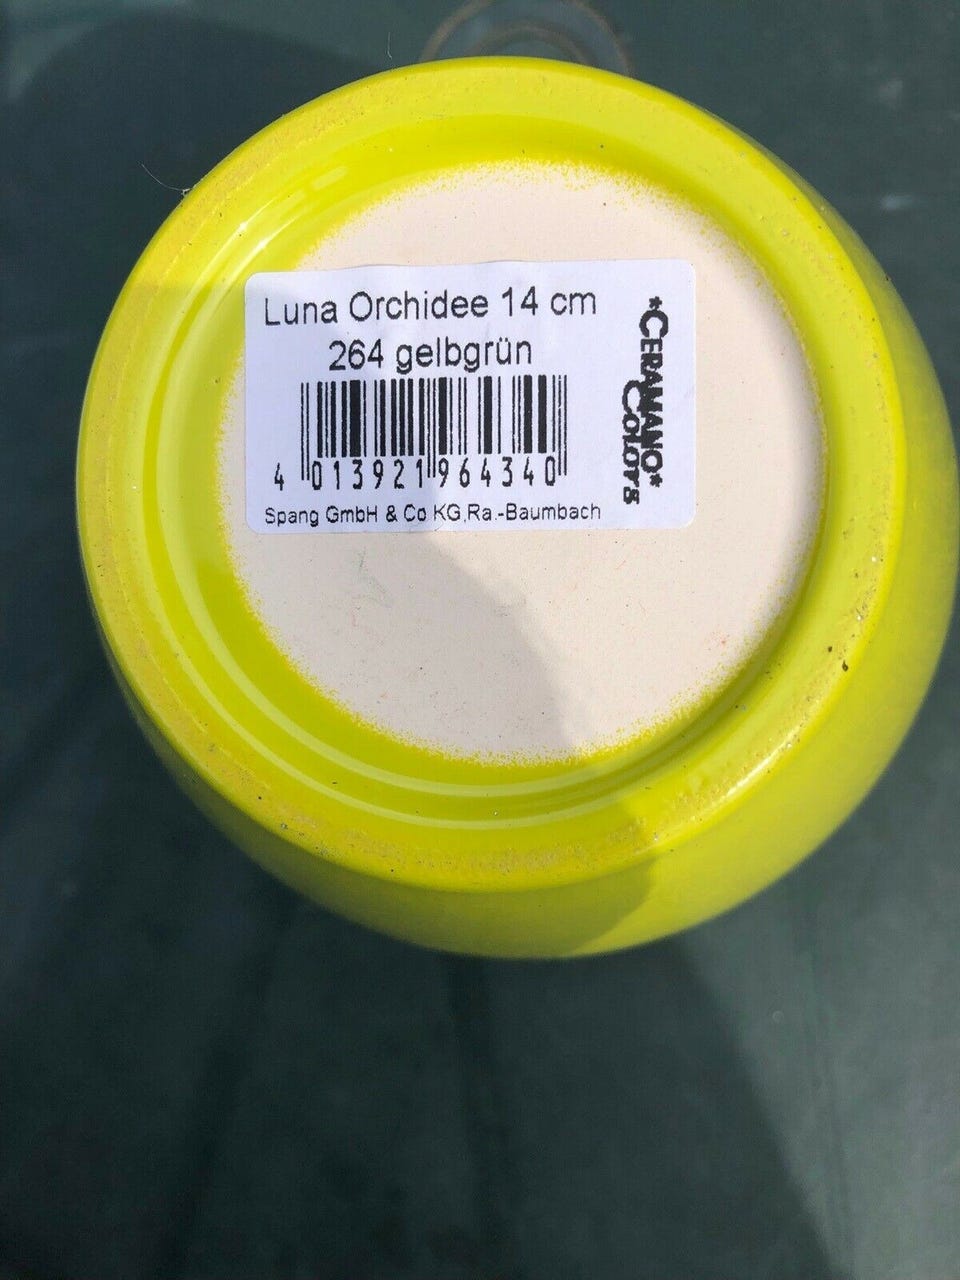 Luna Orchidee 14 cm
264 gelbgrün
4 013921 964340
Spang GmbH & Co KG,Ra.-Baumbach
*CERAMANO*
Colors